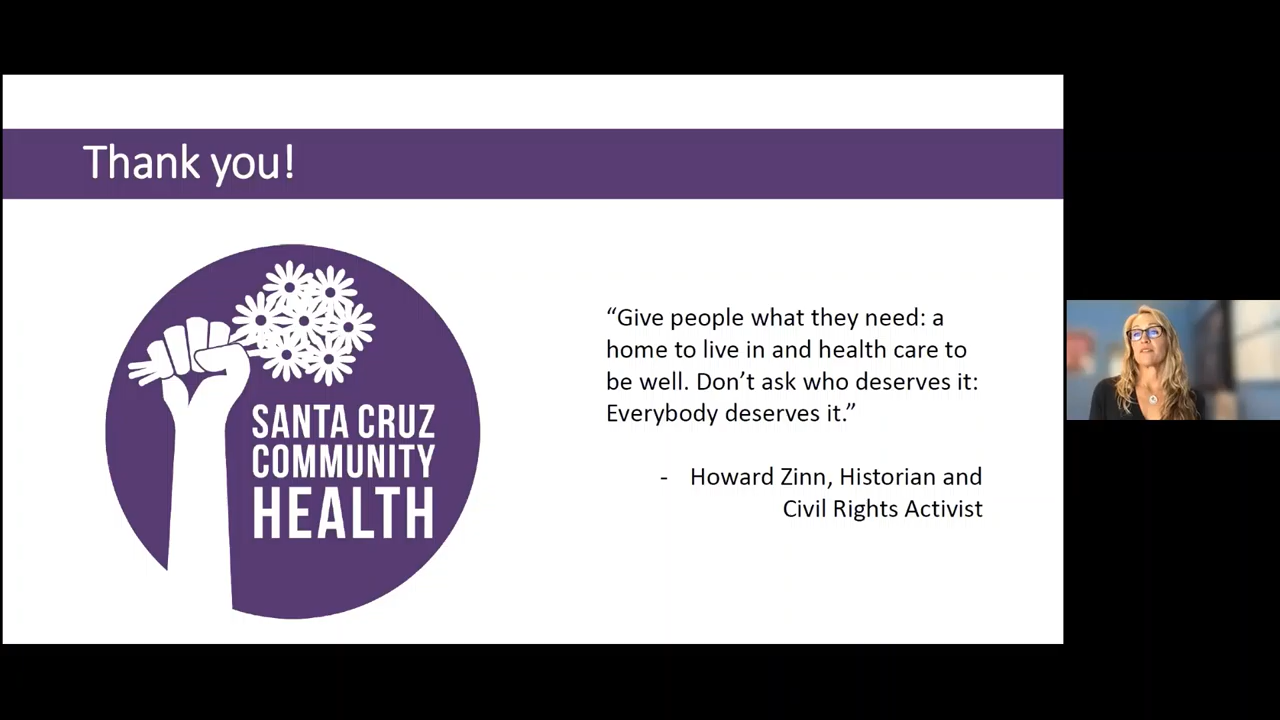 Thank you!
SANTA CRUZ
COMMUNITY
HEALTH
“Give people what they need: a
home to live in and health care to
be well. Don’t ask who deserves it:
Everybody deserves it.”
- Howard Zinn, Historian and
Civil Rights Activist